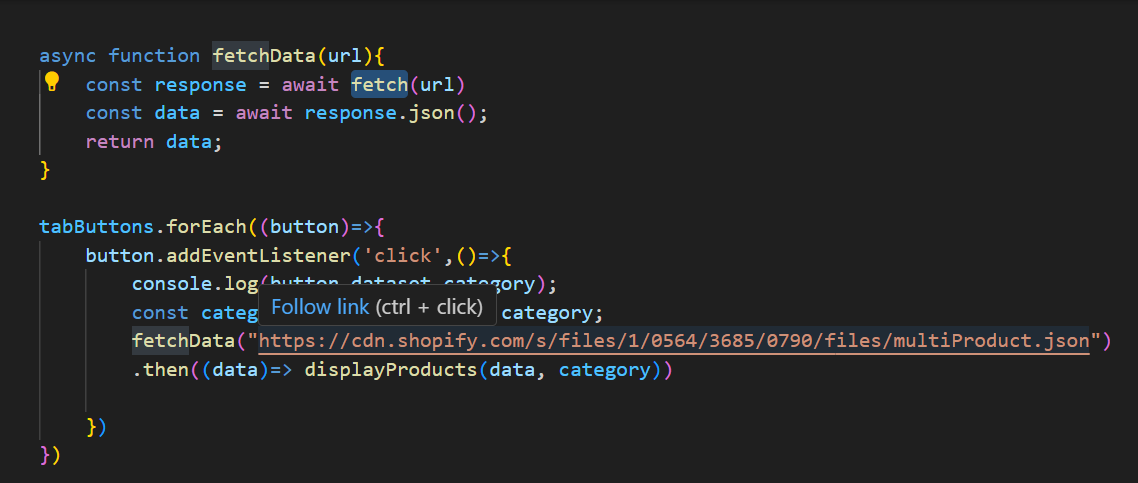 async function fetchData(url){
const response = await fetch(url)
const data = await response.json();
return data;
}
tabButtons.forEach((button)=>{
button.addEventListener('click',()=>{
console.log(button.dataset.category);
const categ
Follow link (ctrl + click)
category;
fetchData("https://cdn.shopify.com/s/files/1/0564/3685/0790/files/multiProduct.json")
.then((data)=> displayProducts(data, category))
})
})